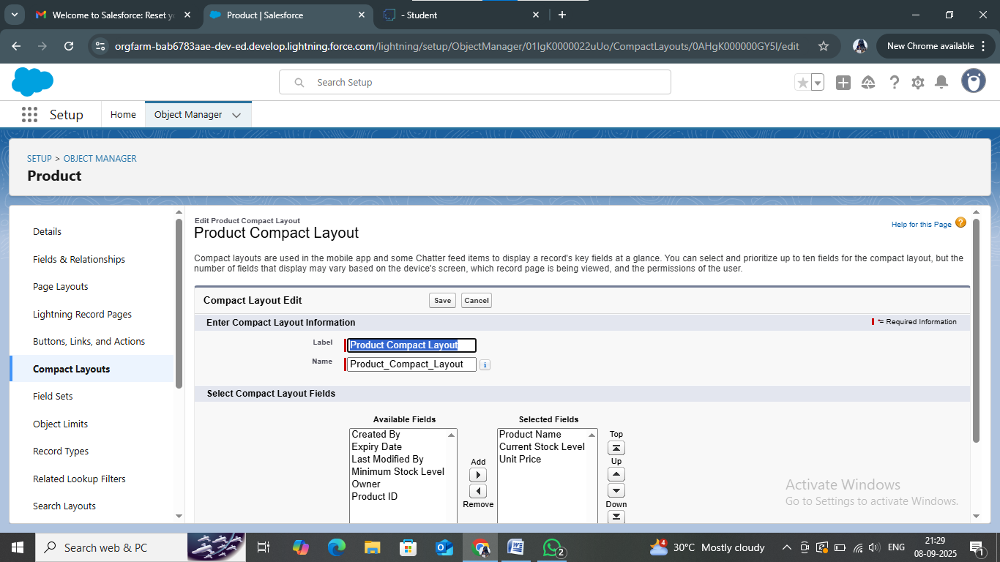 Welcome to Salesforce: Reset y
Product | Salesforce
- Student
orgfarm-bab6783aae-dev-ed.develop.lightning.force.com/lightning/setup/ObjectManager/01IgK0000022uUo/CompactLayouts/0AHgK000000GY5l/edit
New Chrome available
Search Setup
Setup
Home
Object Manager
SETUP > OBJECT MANAGER
Product
Details
Fields & Relationships
Page Layouts
Lightning Record Pages
Buttons, Links, and Actions
Compact Layouts
Field Sets
Object Limits
Record Types
Related Lookup Filters
Search Layouts
Edit Product Compact Layout
Product Compact Layout
Help for this Page ?
Compact layouts are used in the mobile app and some Chatter feed items to display a record's key fields at a glance. You can select and prioritize up to ten fields for the compact layout, but the
number of fields that display may vary based on the device's screen, which record page is being viewed, and the permissions of the user.
Compact Layout Edit
Save
Cancel
Enter Compact Layout Information
= Required Information
Label
Product Compact Layout
Name
Product_Compact_Layout
i
Select Compact Layout Fields
Available Fields
Created By
Expiry Date
Last Modified By
Minimum Stock Level
Owner
Product ID
Add
Remove
Selected Fields
Product Name
Current Stock Level
Unit Price
Top
Up
Down
Activate Windows
Go to Settings to activate Windows.
Search web & PC
2
4
30°C Mostly cloudy
ENG
21:29
08-09-2025
1